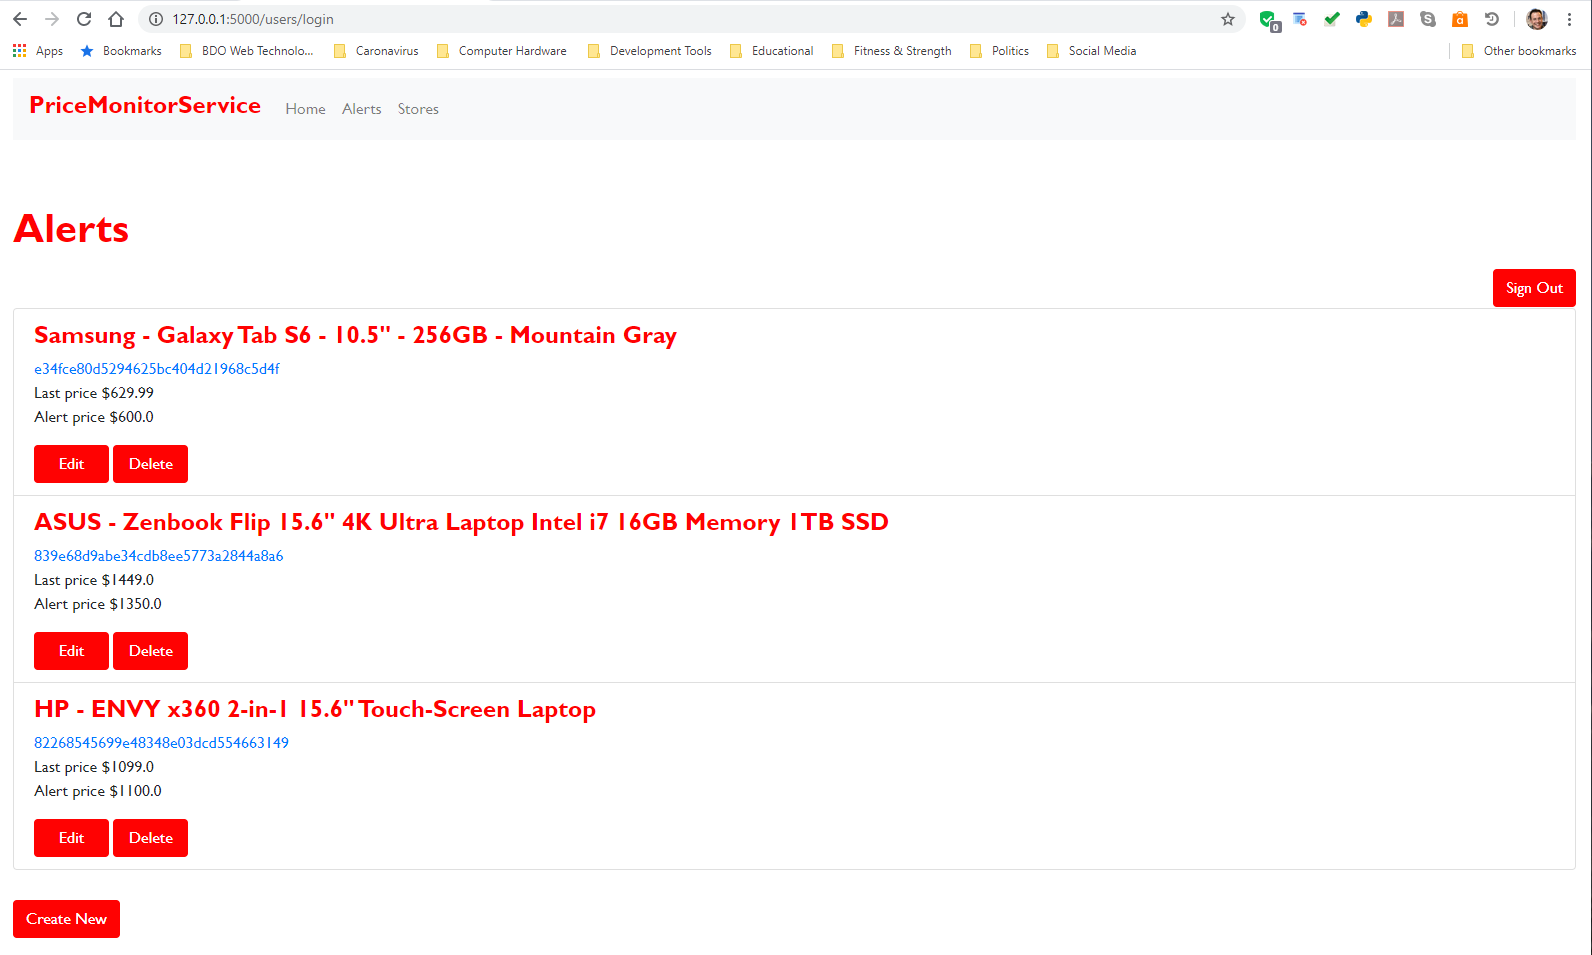 127.0.0.1:5000/users/login
0
Apps Bookmarks BDO Web Technolo... Caronavirus Computer Hardware Development Tools Educational Fitness & Strength Politics Social Media Other bookmarks
PriceMonitorService Home Alerts Stores
Alerts
Sign Out
Samsung - Galaxy Tab S6 - 10.5" - 256GB - Mountain Gray
e34fce80d5294625bc404d21968c5d4f
Last price $629.99
Alert price $600.0
Edit Delete
ASUS - Zenbook Flip 15.6" 4K Ultra Laptop Intel i7 16GB Memory 1TB SSD
839e68d9abe34cdb8ee5773a2844a8a6
Last price $1449.0
Alert price $1350.0
Edit Delete
HP - ENVY x360 2-in-1 15.6" Touch-Screen Laptop
82268545699e48348e03dcd554663149
Last price $1099.0
Alert price $1100.0
Edit Delete
Create New